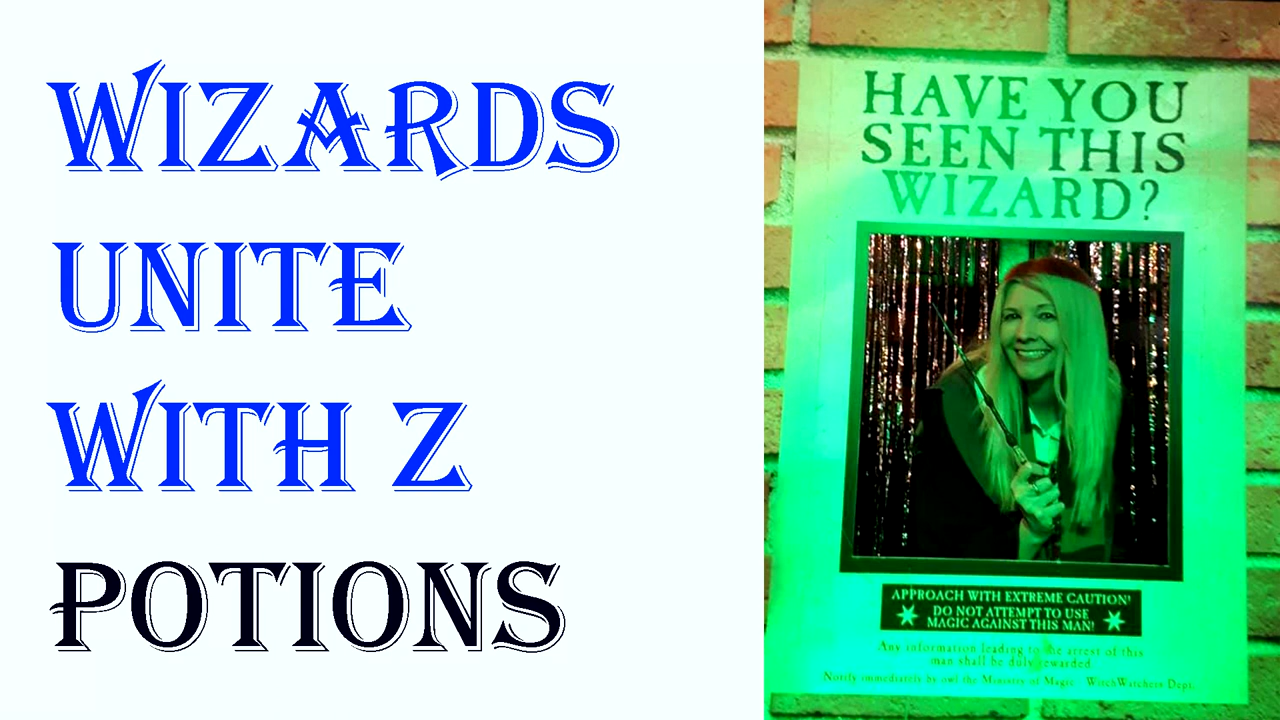 WIZARDS
UNITE
WITH Z
POTIONS
HAVE YOU
SEEN THIS
WIZARD?
APPROACH WITH EXTREME CAUTION!
DO NOT ATTEMPT TO USE
MAGIC AGAINST THIS MAN!
Any information leading to the arrest of this
man shall be duly rewarded
Notify immediately by owl the Ministry of Magic WitchWatchers Dept.